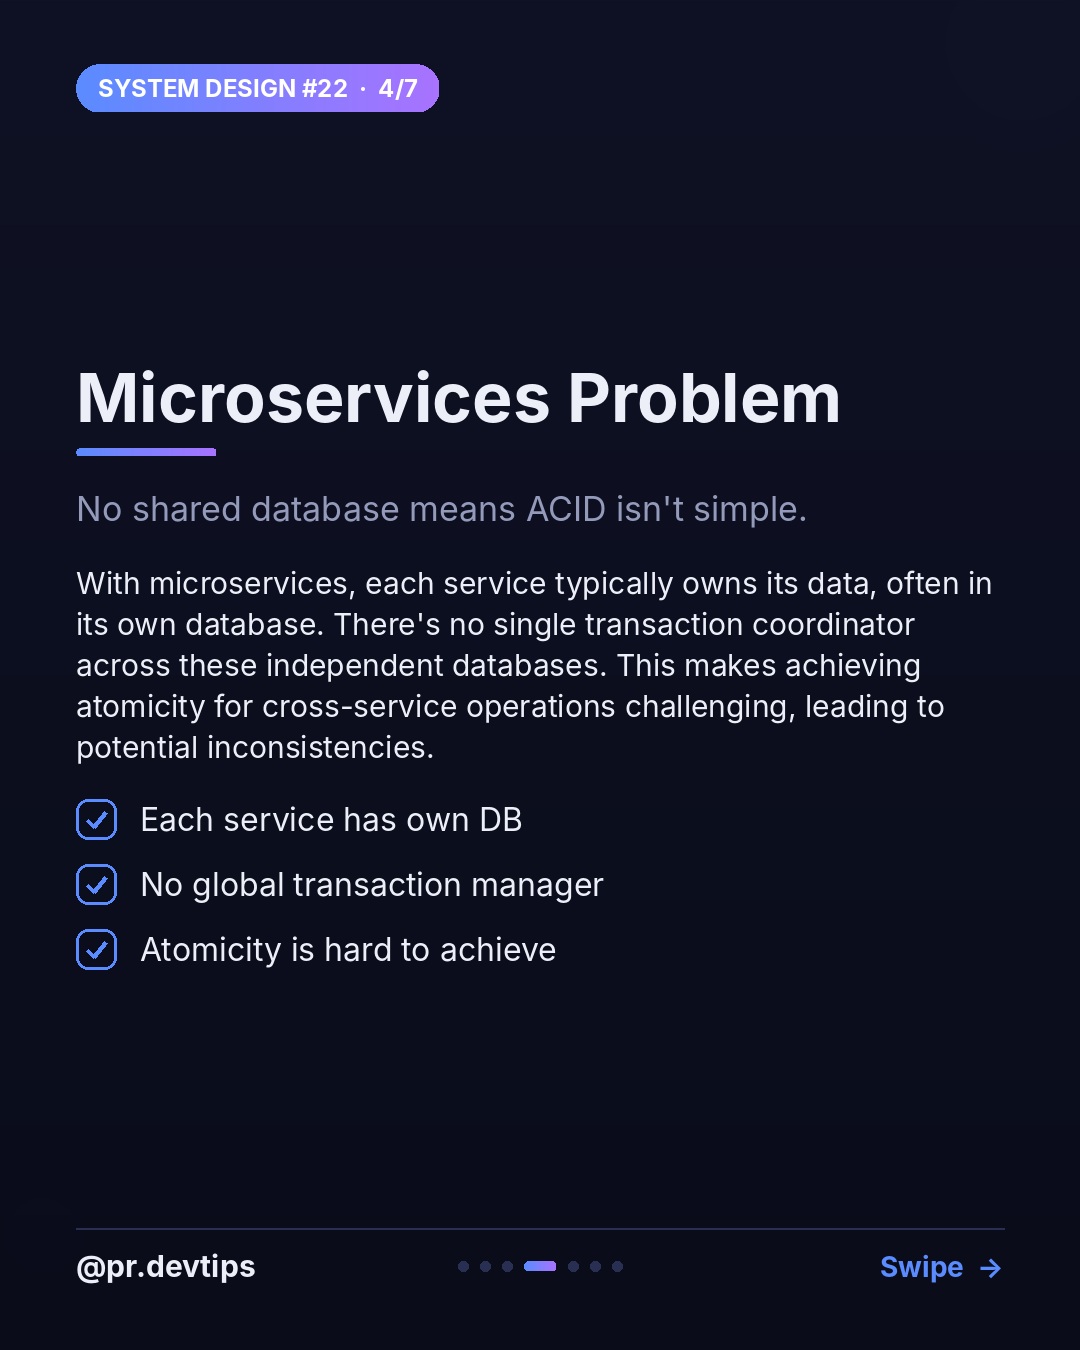 SYSTEM DESIGN #22 · 4/7
Microservices Problem
No shared database means ACID isn't simple.
With microservices, each service typically owns its data, often in
its own database. There's no single transaction coordinator
across these independent databases. This makes achieving
atomicity for cross-service operations challenging, leading to
potential inconsistencies.
Each service has own DB
No global transaction manager
Atomicity is hard to achieve
@pr.devtips
Swipe →